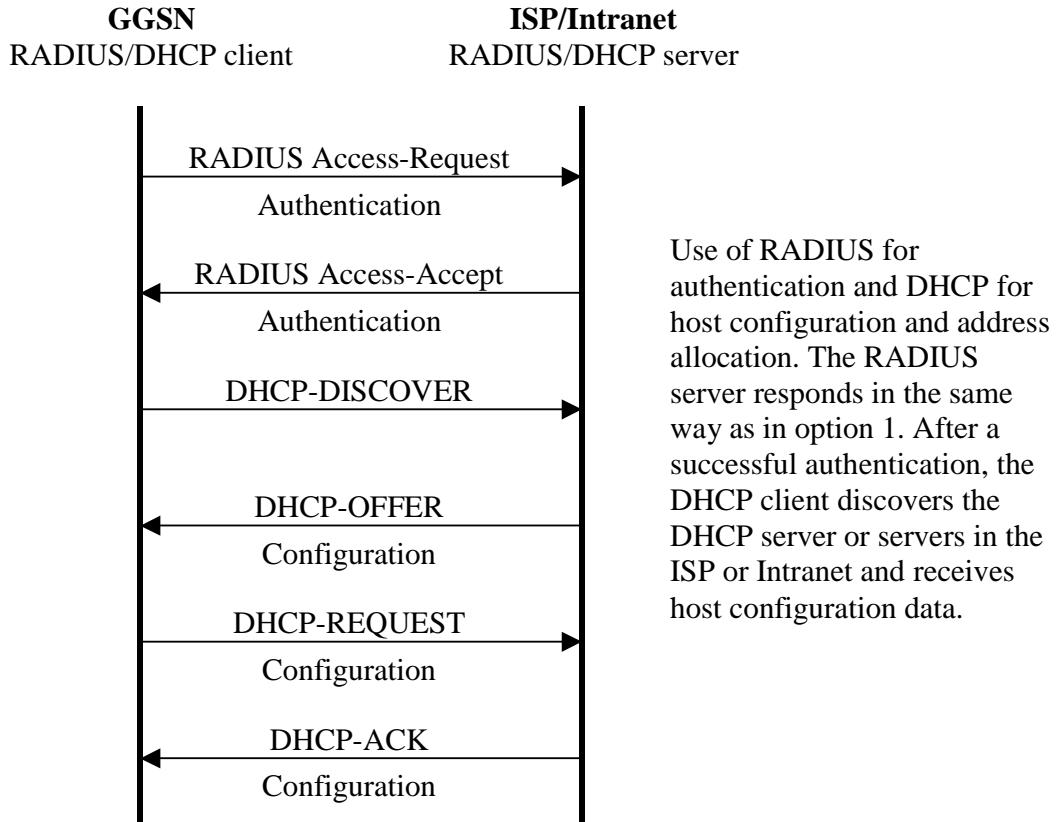 GGSN
RADIUS/DHCP client
ISP/Intranet
RADIUS/DHCP server
RADIUS Access-Request
Authentication
RADIUS Access-Accept
Authentication
DHCP-DISCOVER
DHCP-OFFER
Configuration
DHCP-REQUEST
Configuration
DHCP-ACK
Configuration
Use of RADIUS for
authentication and DHCP for
host configuration and address
allocation. The RADIUS
server responds in the same
way as in option 1. After a
successful authentication, the
DHCP client discovers the
DHCP server or servers in the
ISP or Intranet and receives
host configuration data.